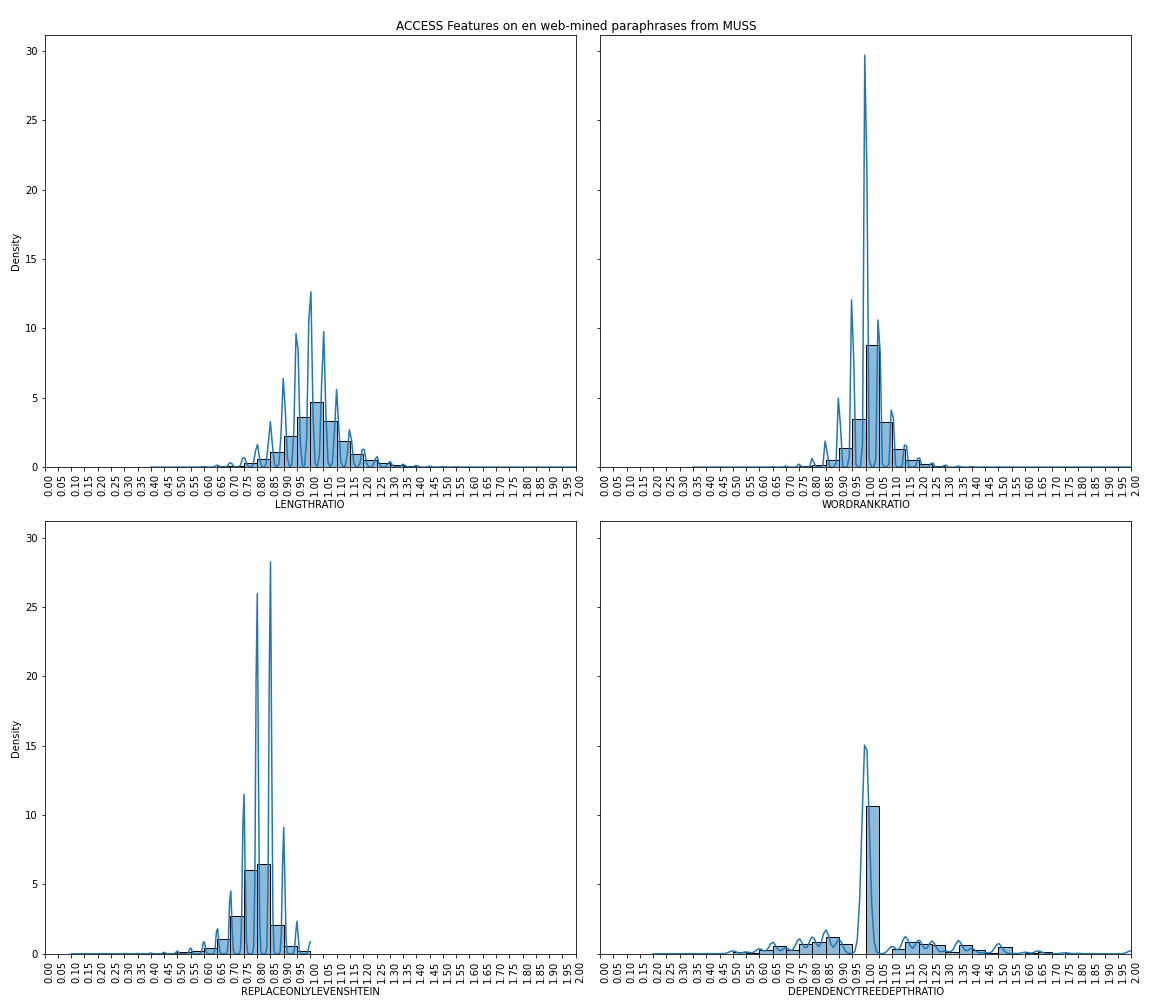 ACCESS Features on en web-mined paraphrases from MUSS
30
25
20
15
10
5
0
Density
0.00 0.05 0.10 0.15 0.20 0.25 0.30 0.35 0.40 0.45 0.50 0.55 0.60 0.65 0.70 0.75 0.80 0.85 0.90 0.95 1.00 1.05 1.10 1.15 1.20 1.25 1.30 1.35 1.40 1.45 1.50 1.55 1.60 1.65 1.70 1.75 1.80 1.85 1.90 1.95 2.00
LENGTHRATIO
0.00 0.05 0.10 0.15 0.20 0.25 0.30 0.35 0.40 0.45 0.50 0.55 0.60 0.65 0.70 0.75 0.80 0.85 0.90 0.95 1.00 1.05 1.10 1.15 1.20 1.25 1.30 1.35 1.40 1.45 1.50 1.55 1.60 1.65 1.70 1.75 1.80 1.85 1.90 1.95 2.00
WORDRANKRATIO
30
25
20
15
10
5
0
Density
0.00 0.05 0.10 0.15 0.20 0.25 0.30 0.35 0.40 0.45 0.50 0.55 0.60 0.65 0.70 0.75 0.80 0.85 0.90 0.95 1.00 1.05 1.10 1.15 1.20 1.25 1.30 1.35 1.40 1.45 1.50 1.55 1.60 1.65 1.70 1.75 1.80 1.85 1.90 1.95 2.00
REPLACEONLYLEVENSHTEIN
0.00 0.05 0.10 0.15 0.20 0.25 0.30 0.35 0.40 0.45 0.50 0.55 0.60 0.65 0.70 0.75 0.80 0.85 0.90 0.95 1.00 1.05 1.10 1.15 1.20 1.25 1.30 1.35 1.40 1.45 1.50 1.55 1.60 1.65 1.70 1.75 1.80 1.85 1.90 1.95 2.00
DEPENDENCYTREEDEPTHRATIO